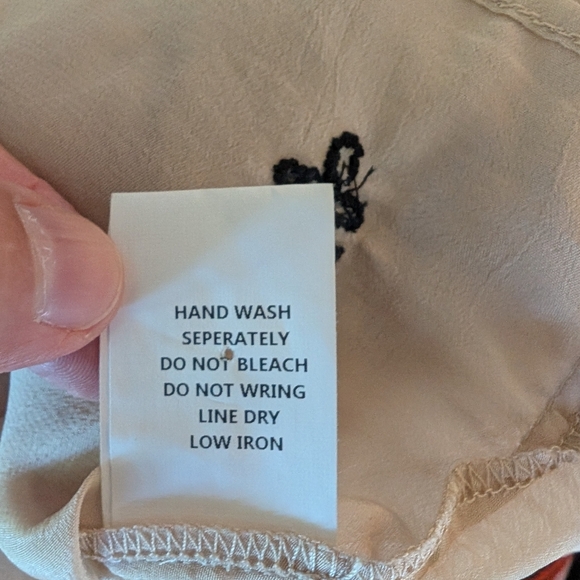 HAND WASH
SEPERATELY
DO NOT BLEACH
DO NOT WRING
LINE DRY
LOW IRON